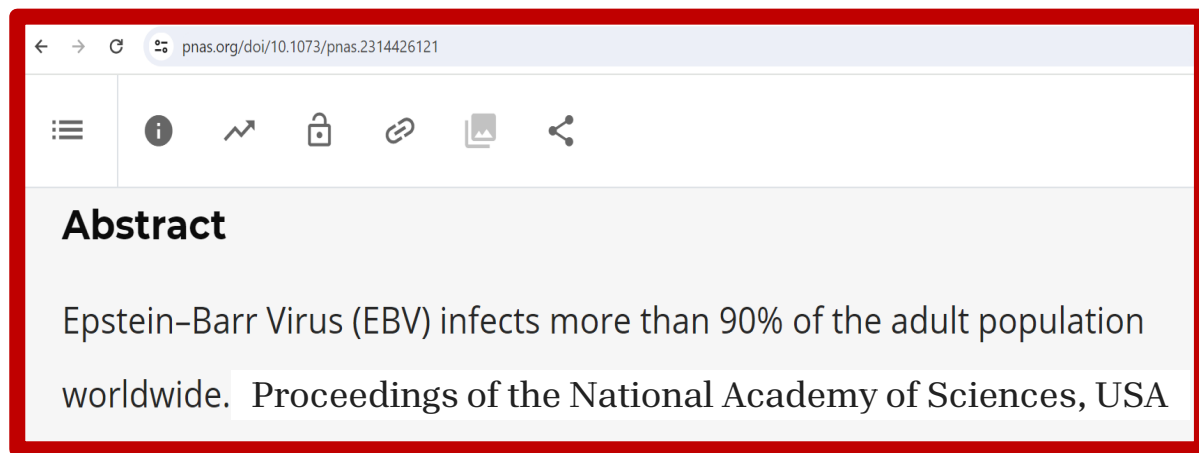 pnas.org/doi/10.1073/pnas.2314426121
Abstract
Epstein–Barr Virus (EBV) infects more than 90% of the adult population
worldwide. Proceedings of the National Academy of Sciences, USA